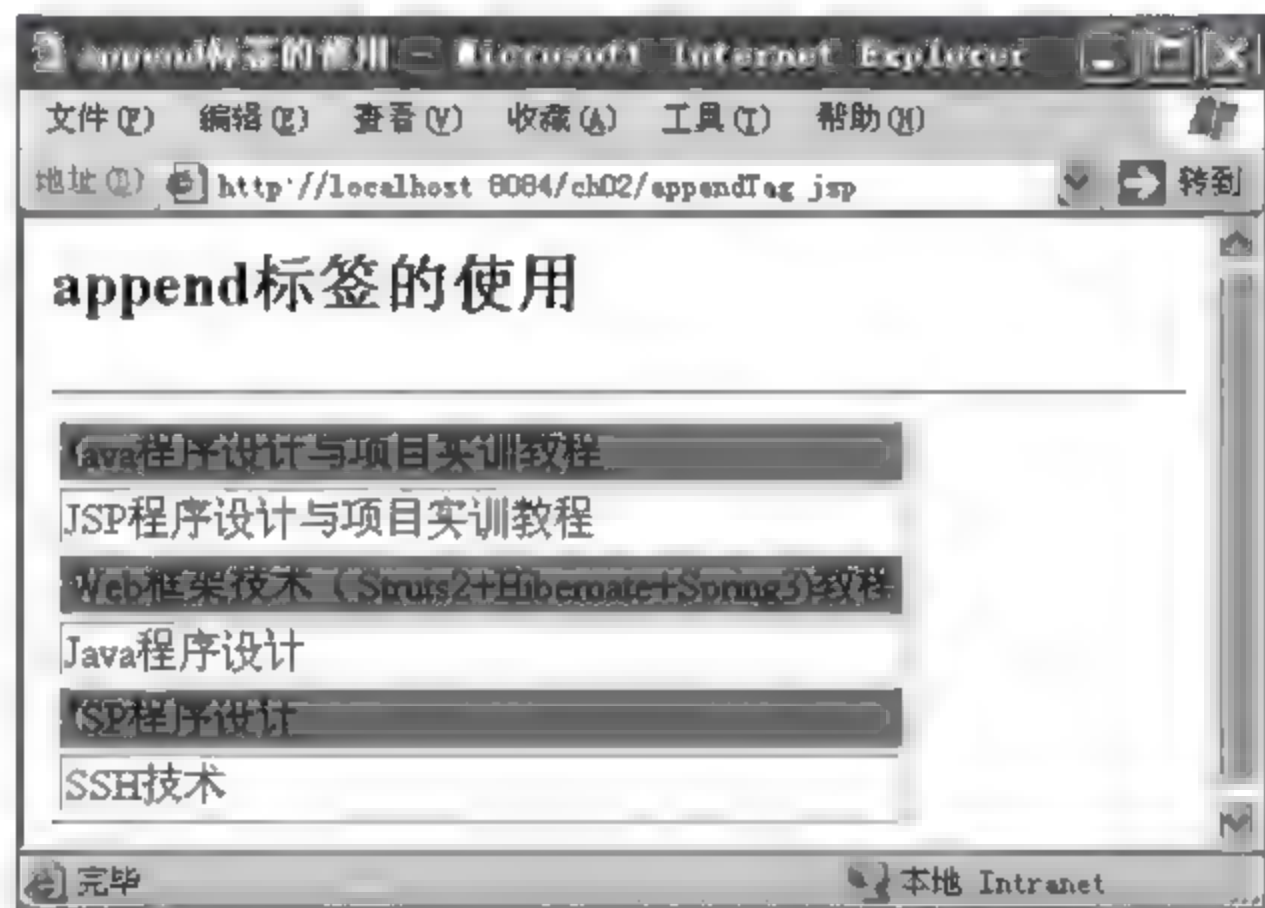 append标签的使用 - Microsoft Internet Explorer
文件(F) 编辑(E) 查看(V) 收藏(A) 工具(T) 帮助(H)
地址(D) http://localhost 8084/ch02/appendTag jsp 转到
append标签的使用
Java程序设计与项目实训教程
JSP程序设计与项目实训教程
Web框架技术（Struts2+Hibernate+Spring3)教程
Java程序设计
JSP程序设计
SSH技术
完毕 本地 Intranet